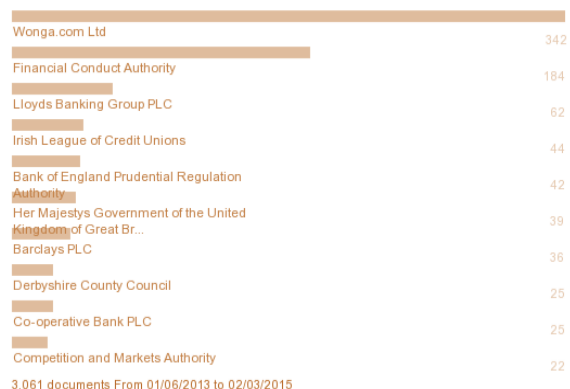 Wonga.com Ltd
342
Financial Conduct Authority
184
Lloyds Banking Group PLC
62
Irish League of Credit Unions
44
Bank of England Prudential Regulation
Authority
42
Her Majestys Government of the United
Kingdom of Great Br...
39
Barclays PLC
36
Derbyshire County Council
25
Co-operative Bank PLC
25
Competition and Markets Authority
22
3,061 documents From 01/06/2013 to 02/03/2015